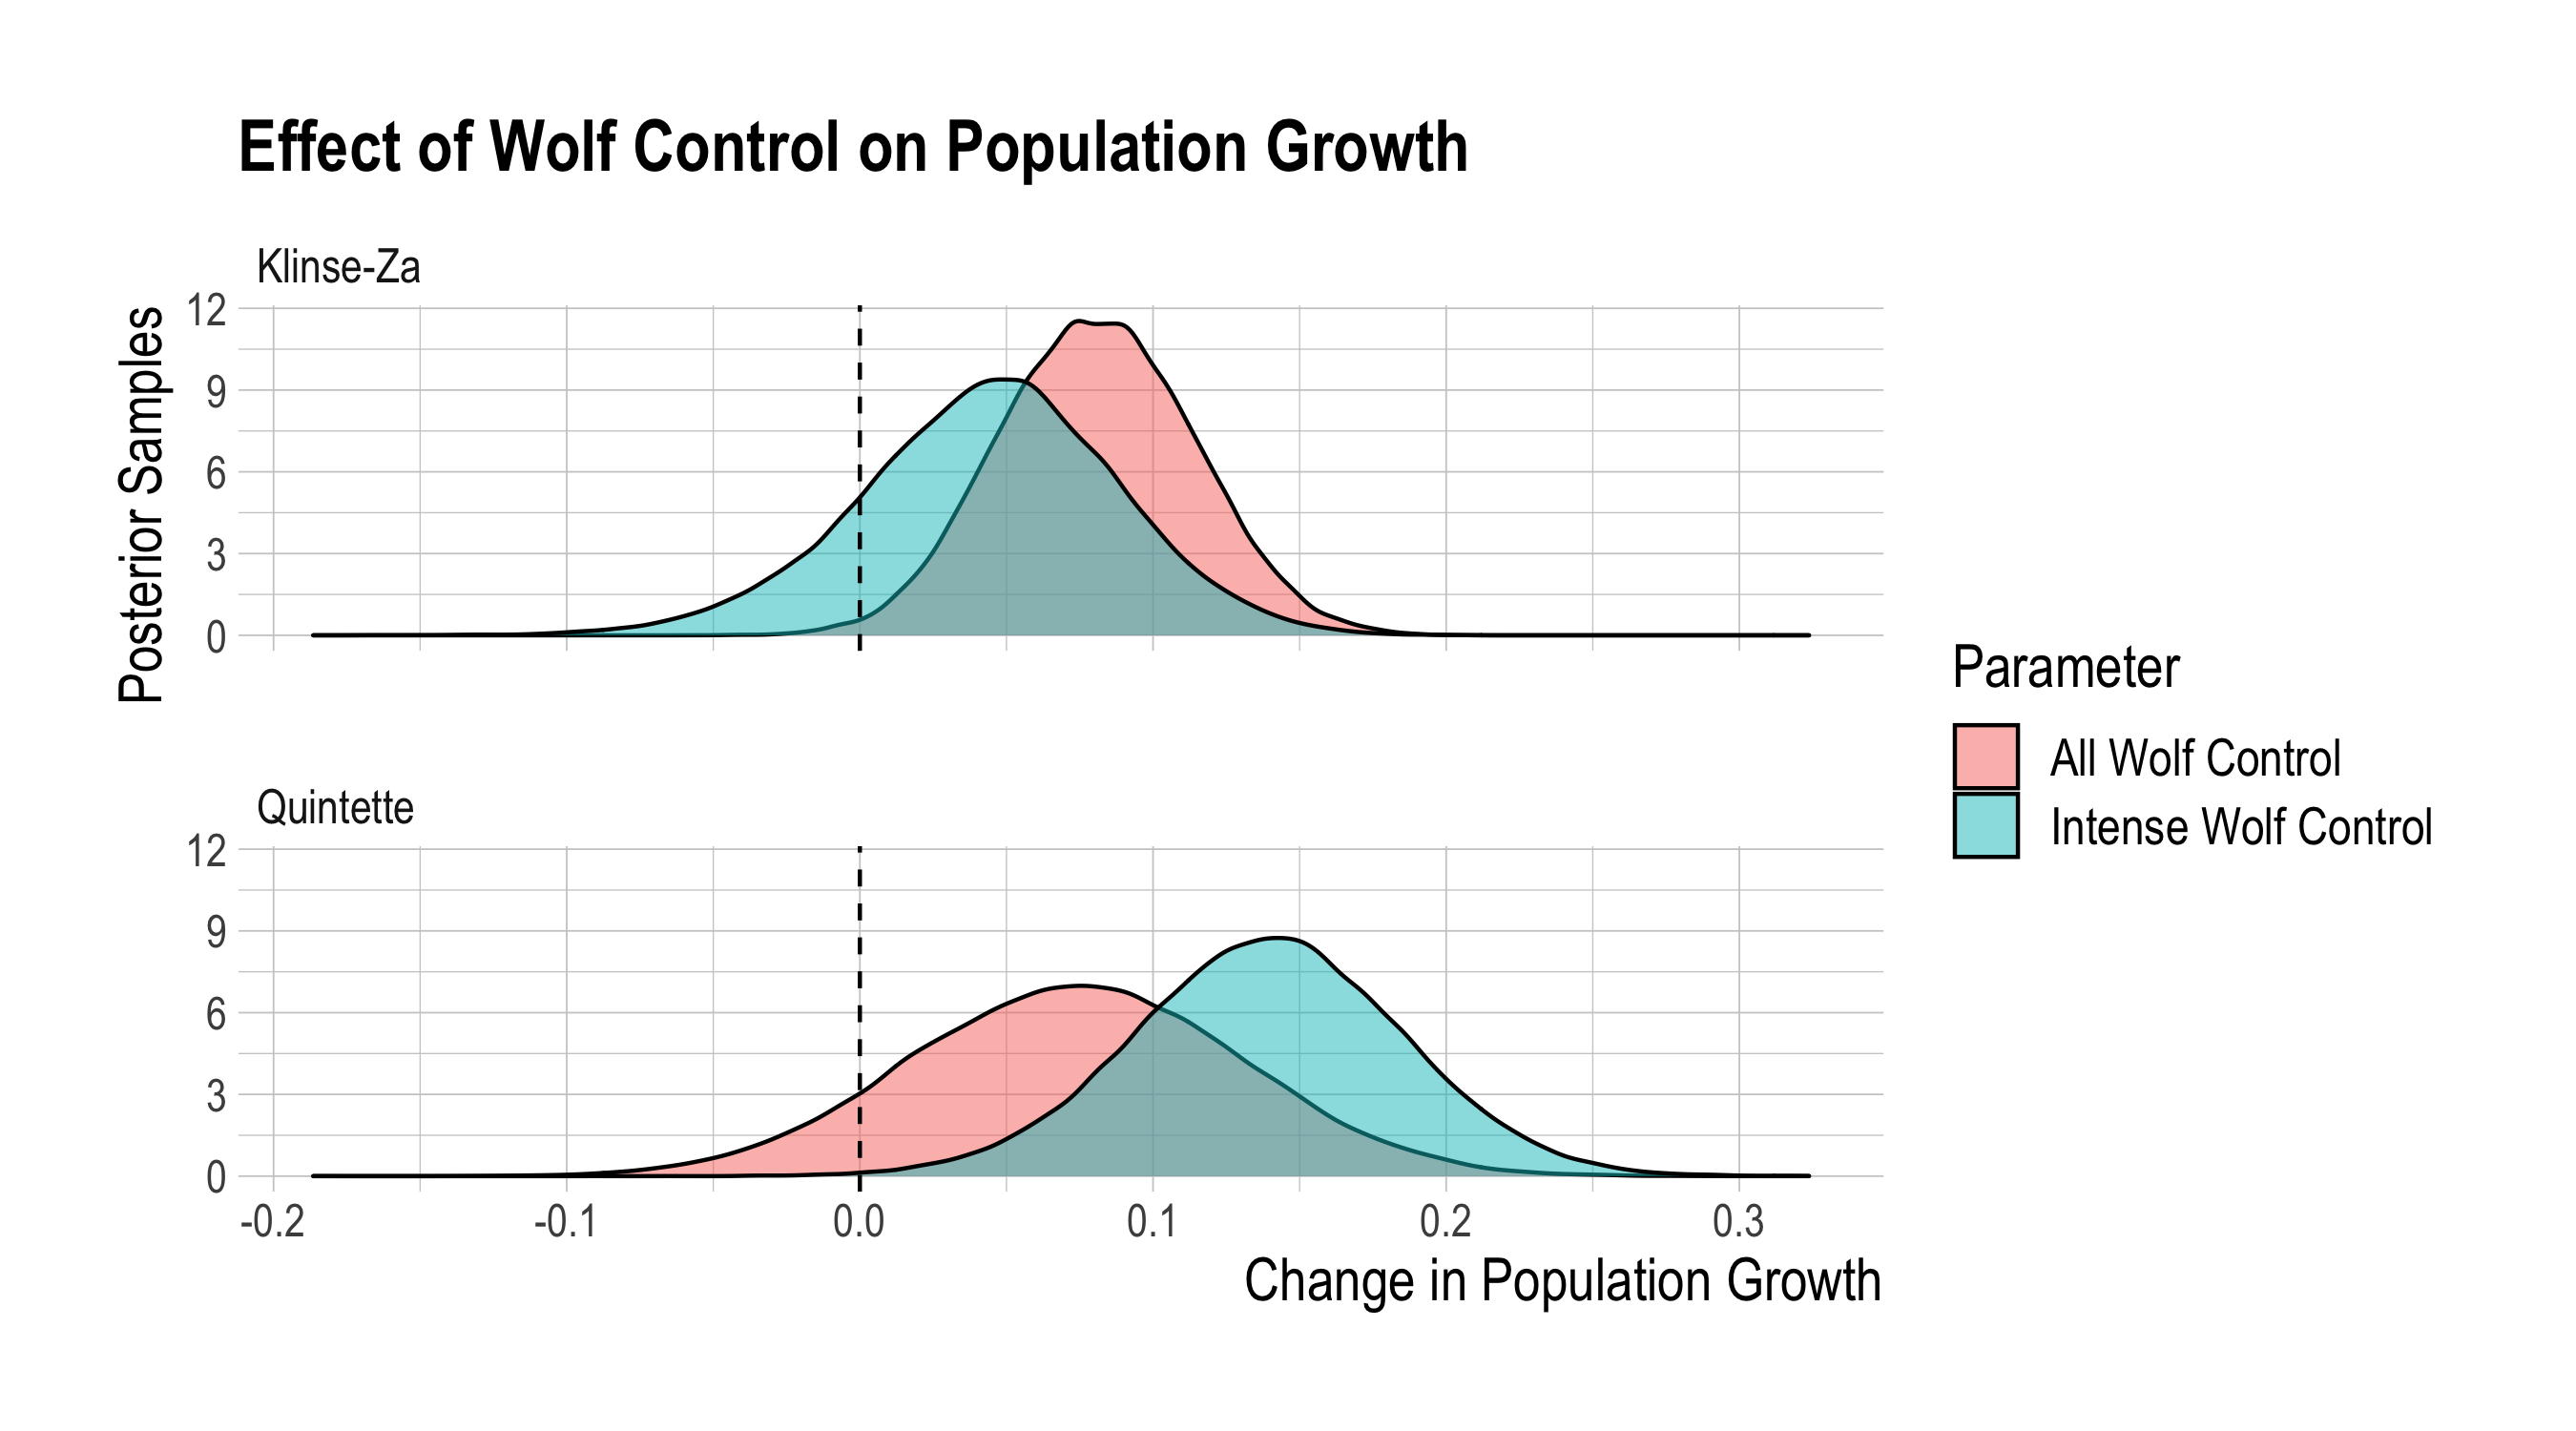 Effect of Wolf Control on Population Growth
Klinse-Za
12
9
6
3
0
Posterior Samples
Quintette
12
9
6
3
0
-0.2 -0.1 0.0 0.1 0.2 0.3
Change in Population Growth
Parameter
All Wolf Control
Intense Wolf Control